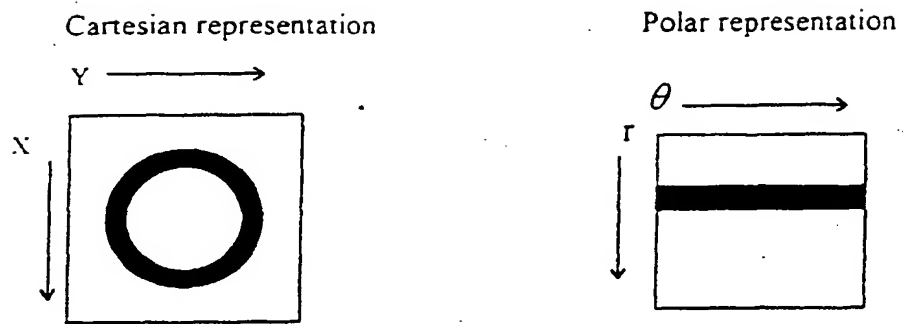 Cartesian representation
Y
X
Polar representation
θ
r